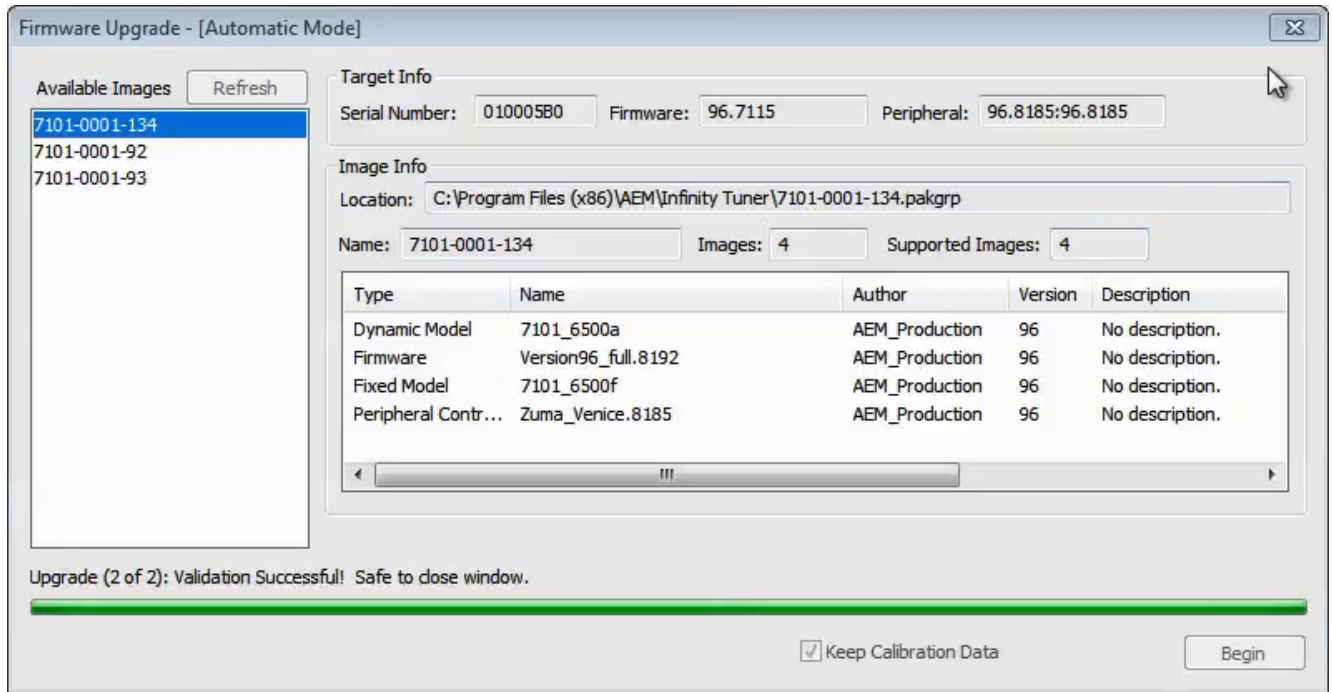 Firmware Upgrade - [Automatic Mode]
Available Images
Refresh
7101-0001-134
7101-0001-92
7101-0001-93
Target Info
Serial Number: 010005B0 Firmware: 96.7115 Peripheral: 96.8185:96.8185
Image Info
Location: C:\Program Files (x86)\AEM\Infinity Tuner\7101-0001-134.pakgrp
Name: 7101-0001-134 Images: 4 Supported Images: 4
Type Name Author Version Description
Dynamic Model 7101_6500a AEM_Production 96 No description.
Firmware Version96_full.8192 AEM_Production 96 No description.
Fixed Model 7101_6500f AEM_Production 96 No description.
Peripheral Contr... Zuma_Venice.8185 AEM_Production 96 No description.
Upgrade (2 of 2): Validation Successful! Safe to close window.
Keep Calibration Data
Begin